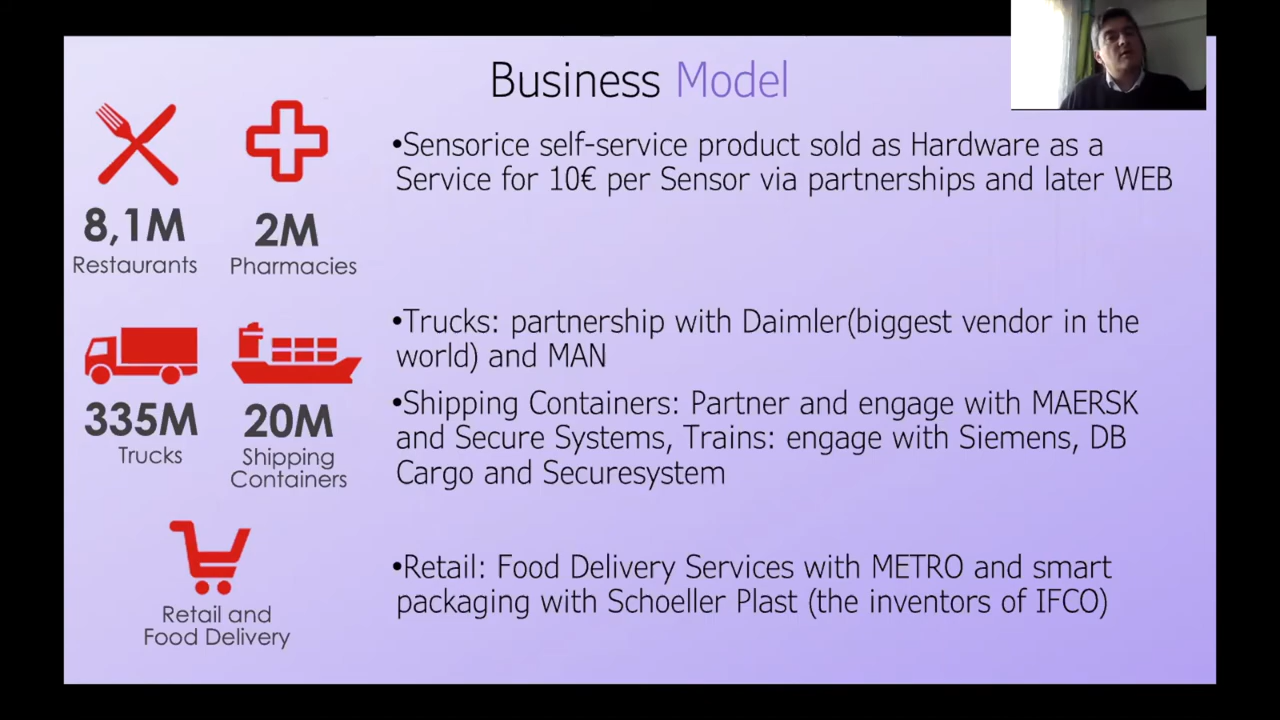 Business Model
8,1M
Restaurants
2M
Pharmacies
•Sensorice self-service product sold as Hardware as a
Service for 10€ per Sensor via partnerships and later WEB
335M
Trucks
20M
Shipping
Containers
•Trucks: partnership with Daimler(biggest vendor in the
world) and MAN
•Shipping Containers: Partner and engage with MAERSK
and Secure Systems, Trains: engage with Siemens, DB
Cargo and Securesystem
Retail and
Food Delivery
•Retail: Food Delivery Services with METRO and smart
packaging with Schoeller Plast (the inventors of IFCO)